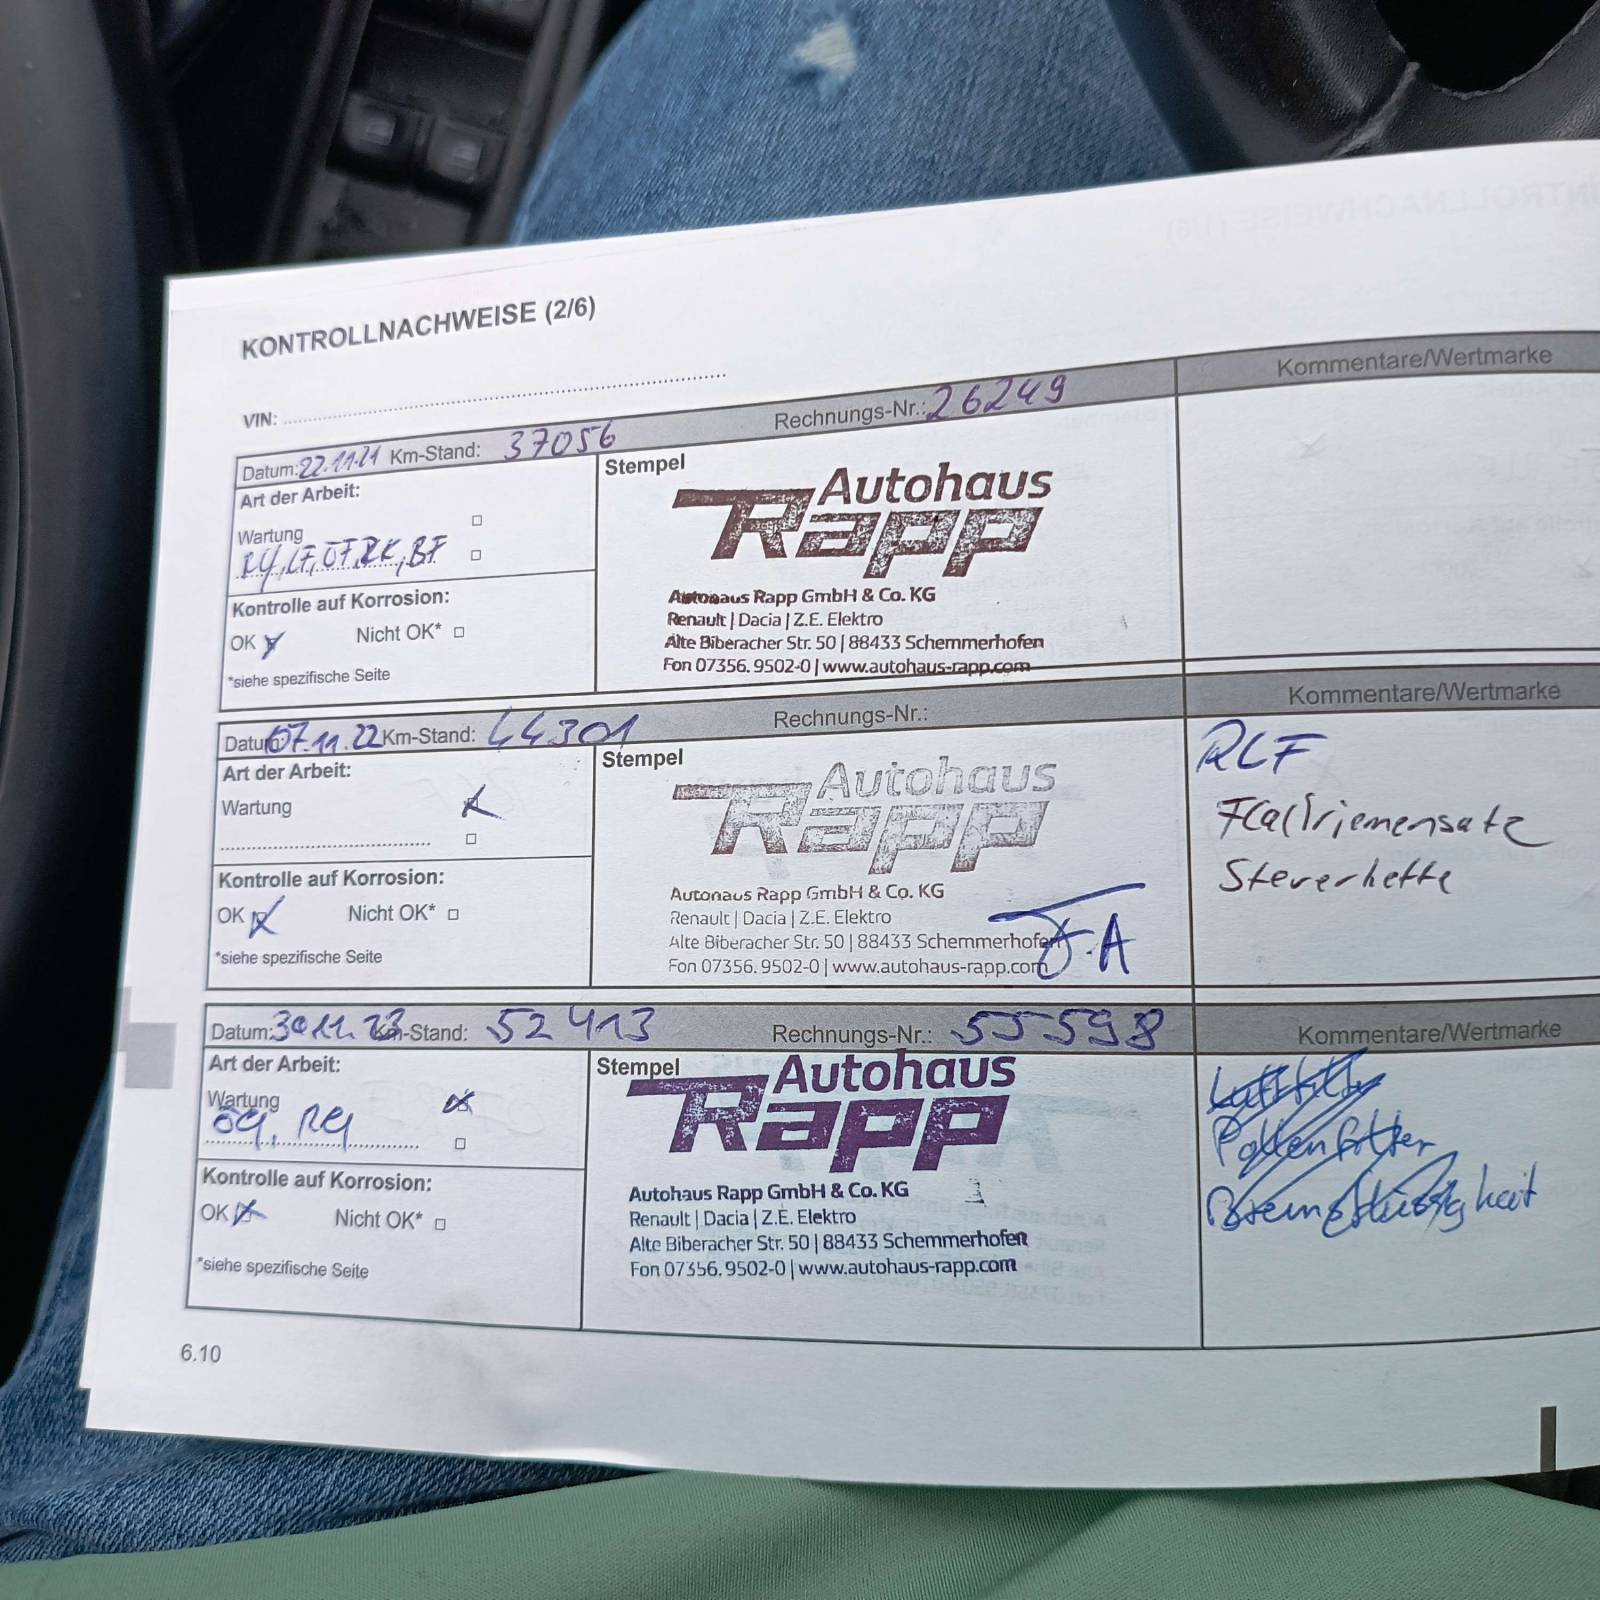 KONTROLLNACHWEISE (2/6)
VIN:
Datum: 22.11.21 Km-Stand: 37056 Rechnungs-Nr.: 26249
Kommentare/Wertmarke
Art der Arbeit:
Wartung
BF
Kontrolle auf Korrosion:
OK Nicht OK*
*siehe spezifische Seite
Stempel
Autohaus
Rapp
Autohaus Rapp GmbH & Co. KG
Renault | Dacia | Z.E. Elektro
Alte Biberacher Str. 50 | 88433 Schemmerhofen
Fon 07356. 9502-0 | www.autohaus-rapp.com
Datum: 07.11.22 Km-Stand: 44301 Rechnungs-Nr.:
Kommentare/Wertmarke
Art der Arbeit:
Wartung
Kontrolle auf Korrosion:
OK Nicht OK*
*siehe spezifische Seite
Stempel
Autohaus
Rapp
Autohaus Rapp GmbH & Co. KG
Renault | Dacia | Z.E. Elektro
Alte Biberacher Str. 50 | 88433 Schemmerhofen
Fon 07356. 9502-0 | www.autohaus-rapp.com
RLF
Steuerkette
Datum: 30.11.23 Km-Stand: 52413 Rechnungs-Nr.: 55598
Kommentare/Wertmarke
Art der Arbeit:
Wartung
Kontrolle auf Korrosion:
OK Nicht OK*
*siehe spezifische Seite
Stempel
Autohaus
Rapp
Autohaus Rapp GmbH & Co. KG
Renault | Dacia | Z.E. Elektro
Alte Biberacher Str. 50 | 88433 Schemmerhofen
Fon 07356. 9502-0 | www.autohaus-rapp.com
Pollenfilter
Bremsflüssigkeit
6.10